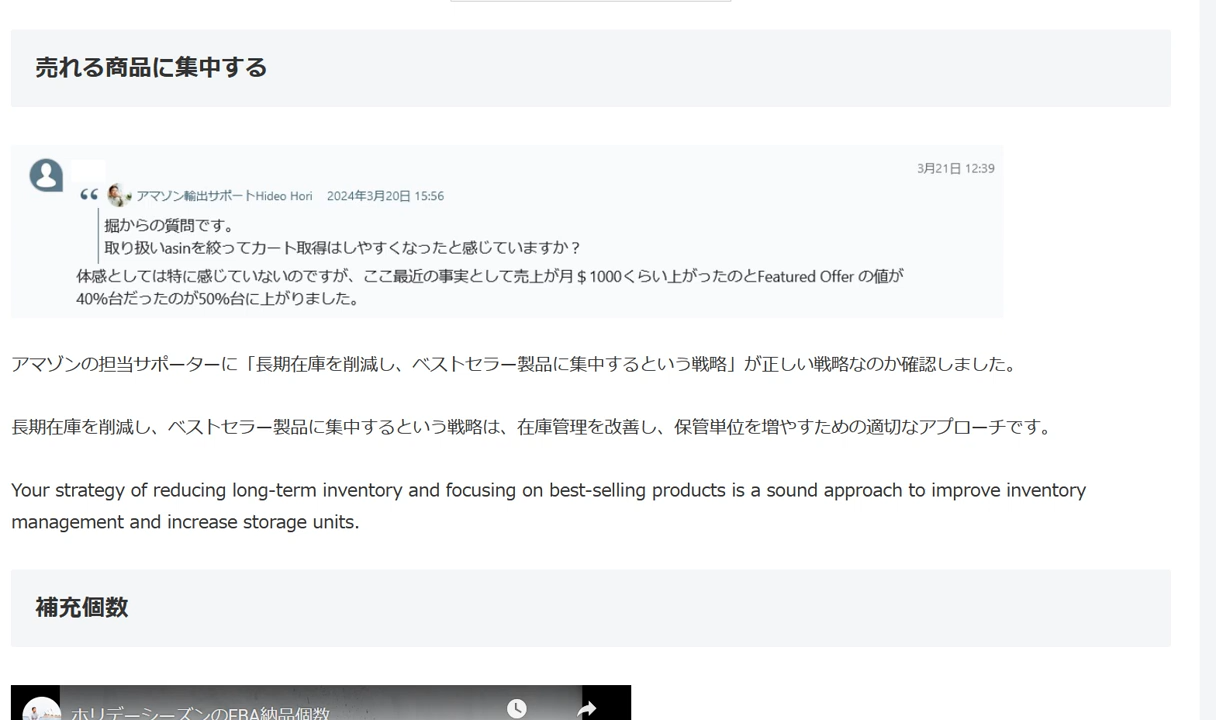 売れる商品に集中する
3月21日 12:39
“ アマゾン輸出サポートHideo Hori 2024年3月20日 15:56
掘からの質問です。
取り扱いasinを絞ってカート取得はしやすくなったと感じていますか？
体感としては特に感じていないのですが、ここ最近の事実として売上が月＄1000くらい上がったのとFeatured Offer の値が
40%台だったのが50%台に上がりました。
アマゾンの担当サポーターに「長期在庫を削減し、ベストセラー製品に集中するという戦略」が正しい戦略なのか確認しました。
長期在庫を削減し、ベストセラー製品に集中するという戦略は、在庫管理を改善し、保管単位を増やすための適切なアプローチです。
Your strategy of reducing long-term inventory and focusing on best-selling products is a sound approach to improve inventory
management and increase storage units.
補充個数
ホリデーシーズンのFBA納品個数